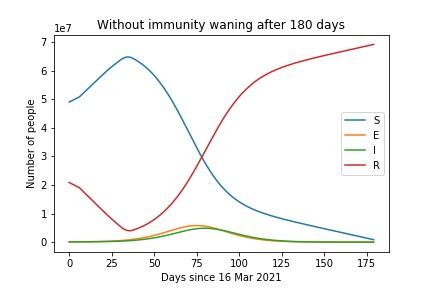 Without immunity waning after 180 days
1e7
7
6
5
4
3
2
1
0
Number of people
S
E
I
R
0 25 50 75 100 125 150 175
Days since 16 Mar 2021